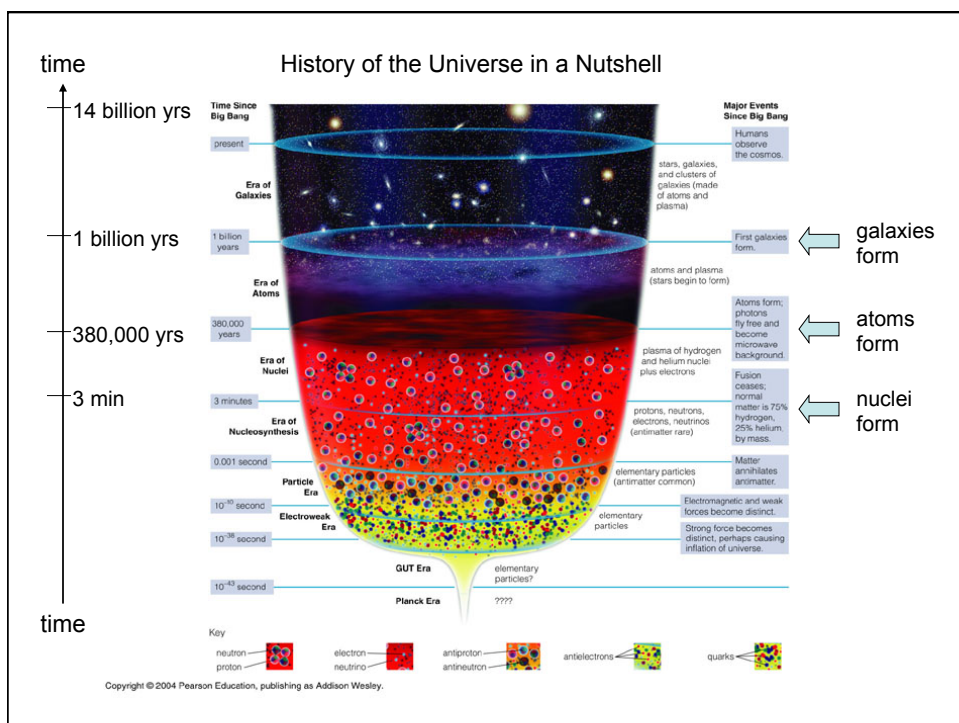 History of the Universe in a Nutshell
time
14 billion yrs
1 billion yrs
380,000 yrs
3 min
time
Time Since
Big Bang
present
1 billion
years
380,000
years
3 minutes
0.001 second
10⁻¹⁰ second
10⁻³⁸ second
10⁻⁴³ second
Era of
Galaxies
Era of
Atoms
Era of
Nuclei
Era of
Nucleosynthesis
Particle
Era
Electroweak
Era
GUT Era
Planck Era
stars, galaxies,
and clusters of
galaxies (made
of atoms and
plasma)
atoms and plasma
(stars begin to form)
plasma of hydrogen
and helium nuclei
plus electrons
protons, neutrons,
electrons, neutrinos
(antimatter rare)
elementary particles
(antimatter common)
elementary
particles
elementary
particles?
????
Major Events
Since Big Bang
Humans
observe
the cosmos.
First galaxies
form.
Atoms form;
photons
fly free and
become
microwave
background.
Fusion
ceases;
normal
matter is 75%
hydrogen,
25% helium,
by mass.
Matter
annihilates
antimatter.
Electromagnetic and weak
forces become distinct.
Strong force becomes
distinct, perhaps causing
inflation of universe.
galaxies
form
atoms
form
nuclei
form
Key
neutron
proton
electron
neutrino
antiproton
antineutron
antielectrons
quarks
Copyright © 2004 Pearson Education, publishing as Addison Wesley.